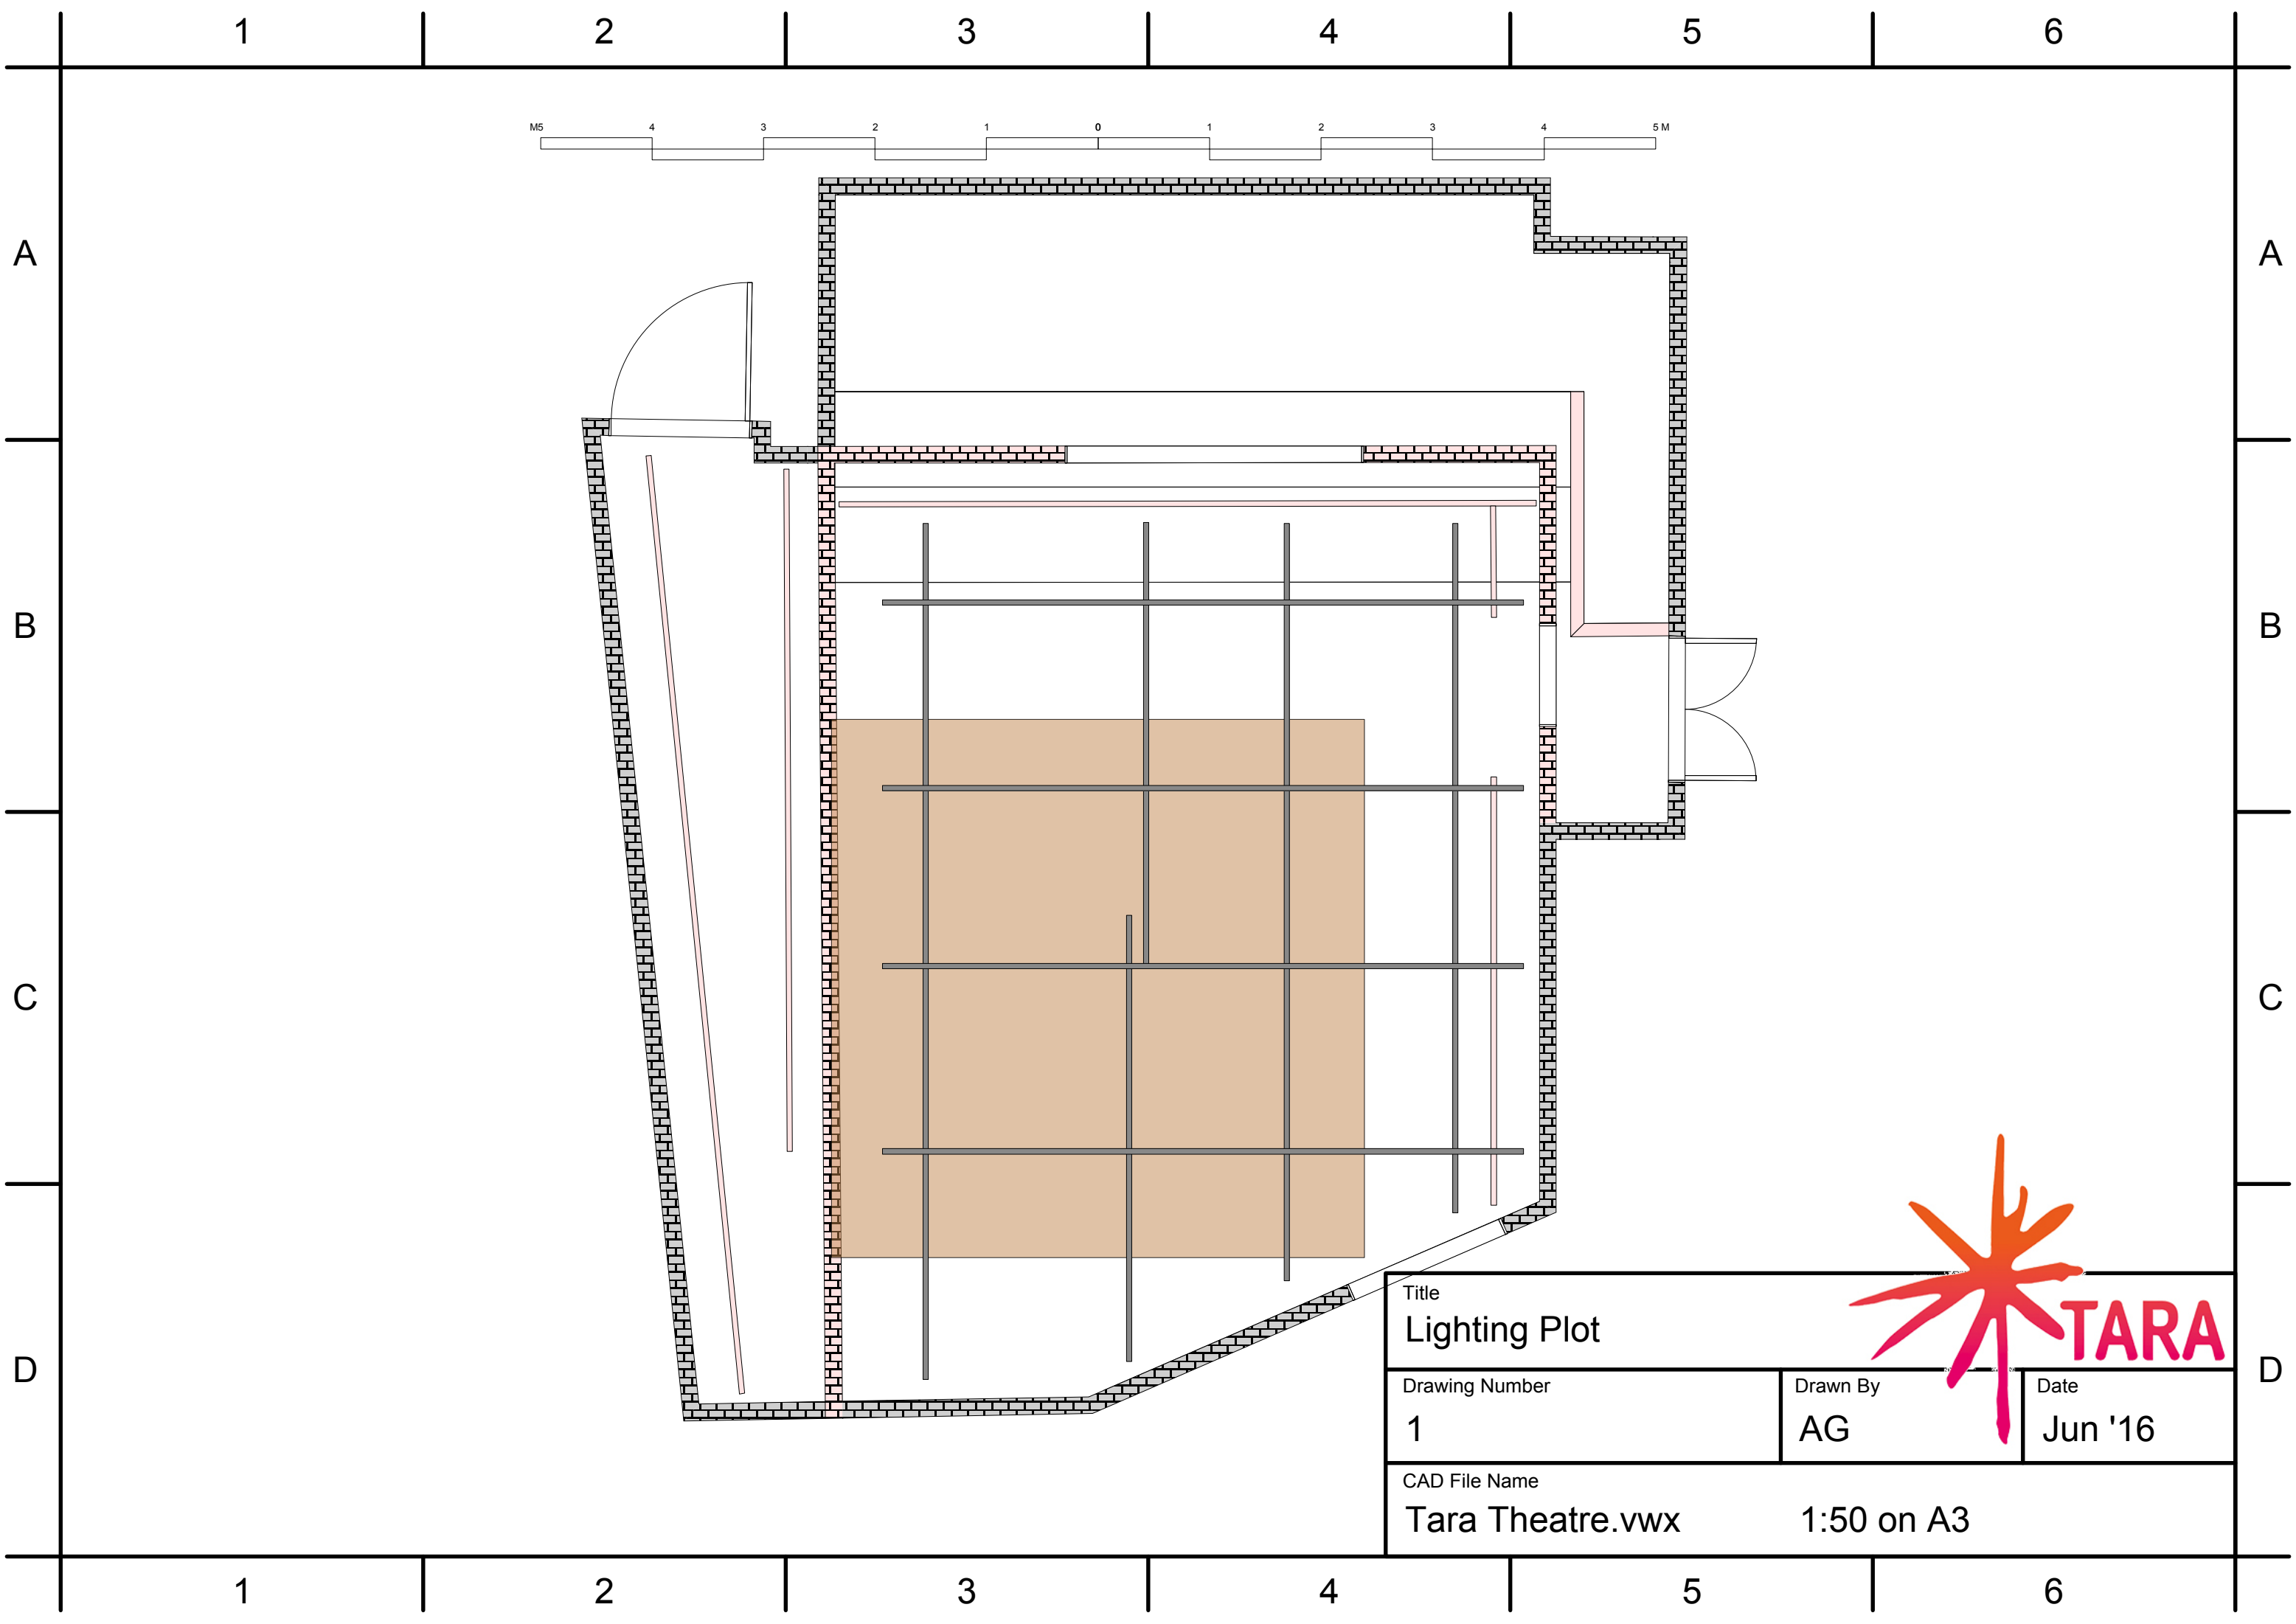 1 2 3 4 5 6
M5 4 3 2 1 0 1 2 3 4 5 M
A A
B B
C C
D D
Title
Lighting Plot
TARA
Drawing Number
1
Drawn By
AG
Date
Jun '16
CAD File Name
Tara Theatre.vwx 1:50 on A3
1 2 3 4 5 6